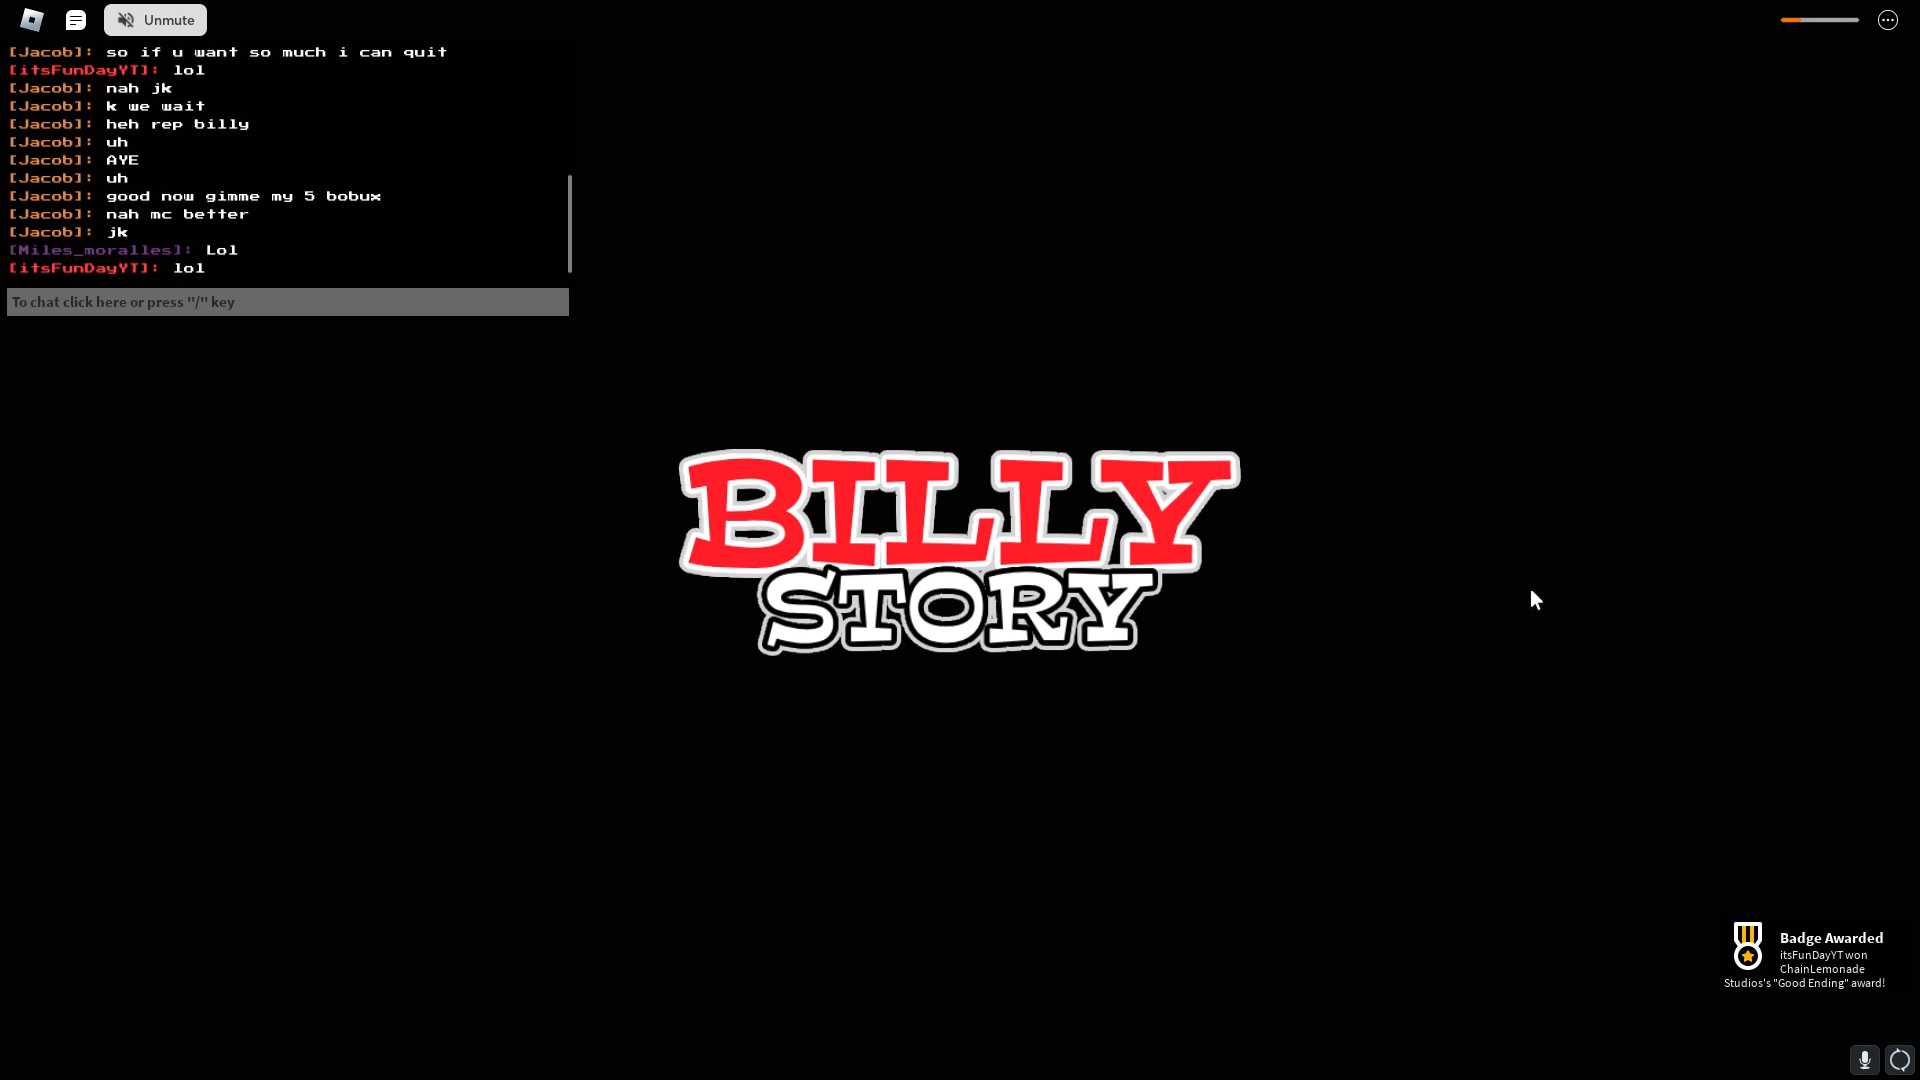 Unmute
[Jacob]: so if u want so much i can quit
[itsFunDayYT]: lol
[Jacob]: nah jk
[Jacob]: k we wait
[Jacob]: heh rep billy
[Jacob]: uh
[Jacob]: AYE
[Jacob]: uh
[Jacob]: good now gimme my 5 bobux
[Jacob]: nah mc better
[Jacob]: jk
[Miles_moralles]: Lol
[itsFunDayYT]: lol
To chat click here or press "/" key
BILLY
STORY
Badge Awarded
itsFunDayYT won
ChainLemonade
Studios's "Good Ending" award!